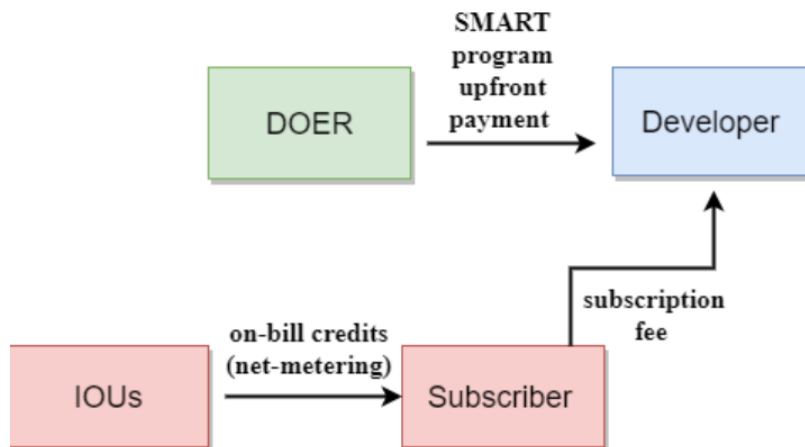 SMART
program
upfront
payment
DOER
Developer
on-bill credits
(net-metering)
subscription
fee
IOUs
Subscriber